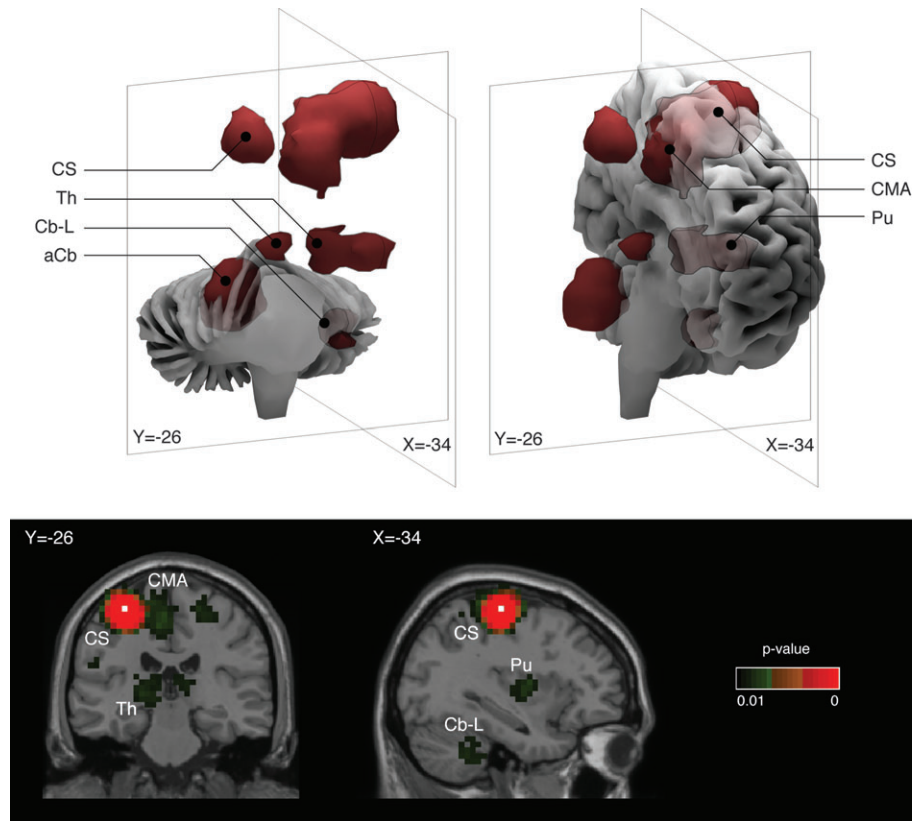 CS
Th
Cb-L
aCb
Y=-26
X=-34
CS
CMA
Pu
Y=-26
X=-34
Y=-26
CMA
CS
Th
X=-34
CS
Pu
Cb-L
p-value
0.01 0